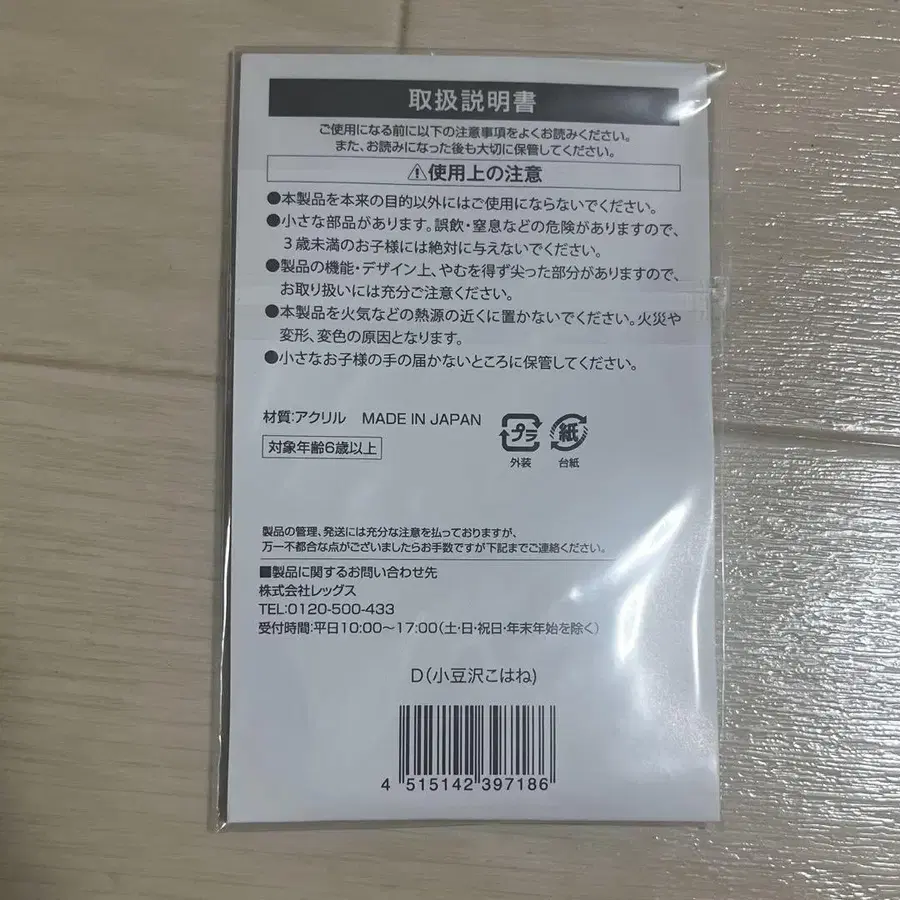 取扱説明書
ご使用になる前に以下の注意事項をよくお読みください。
また、お読みになった後も大切に保管してください。
⚠使用上の注意
●本製品を本来の目的以外にはご使用にならないでください。
●小さな部品があります。誤飲・窒息などの危険がありますので、
３歳未満のお子様には絶対に与えないでください。
●製品の機能・デザイン上、やむを得ず尖った部分がありますので、
お取り扱いには充分ご注意ください。
●本製品を火気などの熱源の近くに置かないでください。火災や
変形、変色の原因となります。
●小さなお子様の手の届かないところに保管してください。
材質:アクリル MADE IN JAPAN
対象年齢6歳以上
プラ 紙
外装 台紙
製品の管理、発送には充分な注意を払っておりますが、
万一不都合な点がございましたらお手数ですが下記までご連絡ください。
■製品に関するお問い合わせ先
株式会社レッグス
TEL:0120-500-433
受付時間:平日10:00〜17:00(土・日・祝日・年末年始を除く)
D(小豆沢こはね)
4 515142 397186